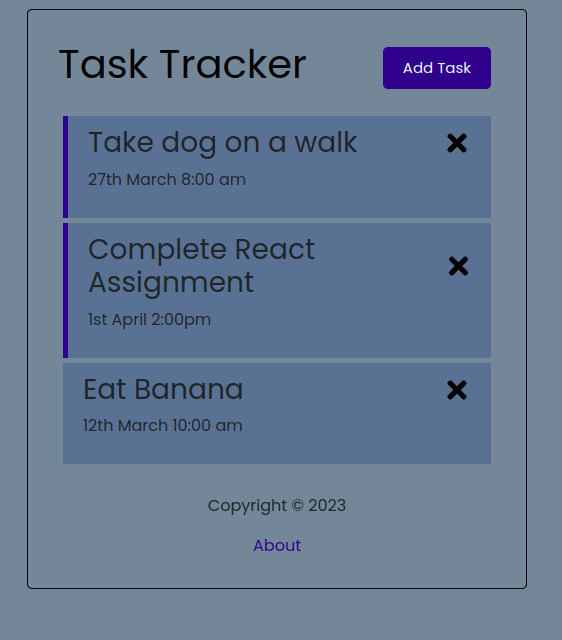 Task Tracker
Add Task
Take dog on a walk
27th March 8:00 am
Complete React
Assignment
1st April 2:00pm
Eat Banana
12th March 10:00 am
Copyright © 2023
About